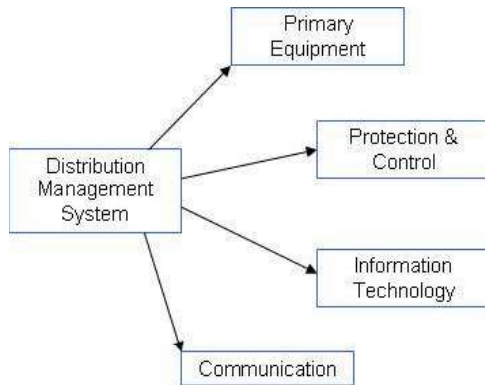 Primary
Equipment
Protection &
Control
Distribution
Management
System
Information
Technology
Communication